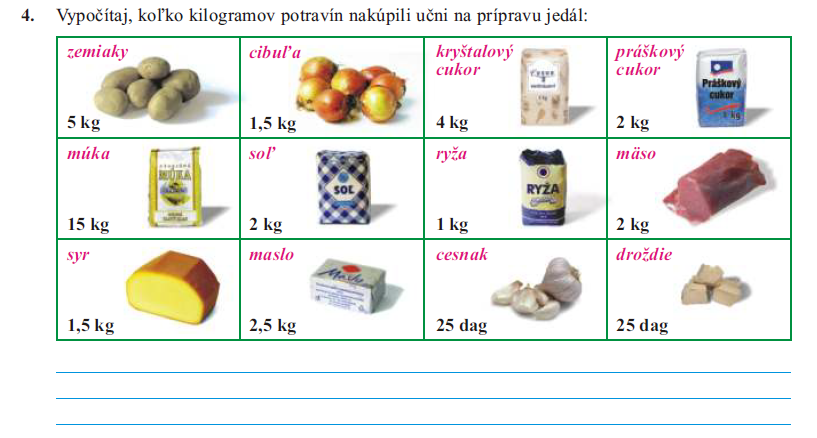 4. Vypočítaj, koľko kilogramov potravín nakúpili učni na prípravu jedál:
zemiaky
5 kg
cibuľa
1,5 kg
kryštalový cukor
4 kg
práškový cukor
Práškový
cukor
1 kg
2 kg
múka
MÚKA
15 kg
soľ
SOĽ
2 kg
ryža
RYŽA
1 kg
mäso
2 kg
syr
1,5 kg
maslo
Maslo
2,5 kg
cesnak
25 dag
droždie
25 dag